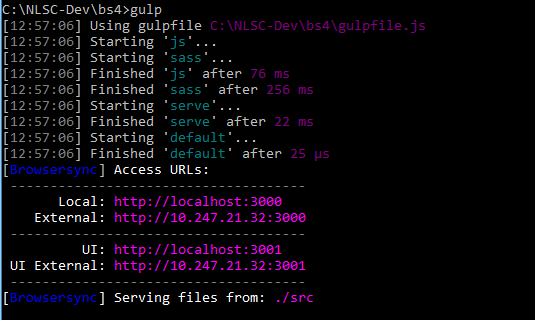 C:\NLSC-Dev\bs4>gulp
[12:57:06] Using gulpfile C:\NLSC-Dev\bs4\gulpfile.js
[12:57:06] Starting 'js'...
[12:57:06] Starting 'sass'...
[12:57:06] Finished 'js' after 76 ms
[12:57:06] Finished 'sass' after 256 ms
[12:57:06] Starting 'serve'...
[12:57:06] Finished 'serve' after 22 ms
[12:57:06] Starting 'default'...
[12:57:06] Finished 'default' after 25 μs
[Browsersync] Access URLs:
 -------------------------------------
       Local: http://localhost:3000
    External: http://10.247.21.32:3000
 -------------------------------------
          UI: http://localhost:3001
 UI External: http://10.247.21.32:3001
 -------------------------------------
[Browsersync] Serving files from: ./src